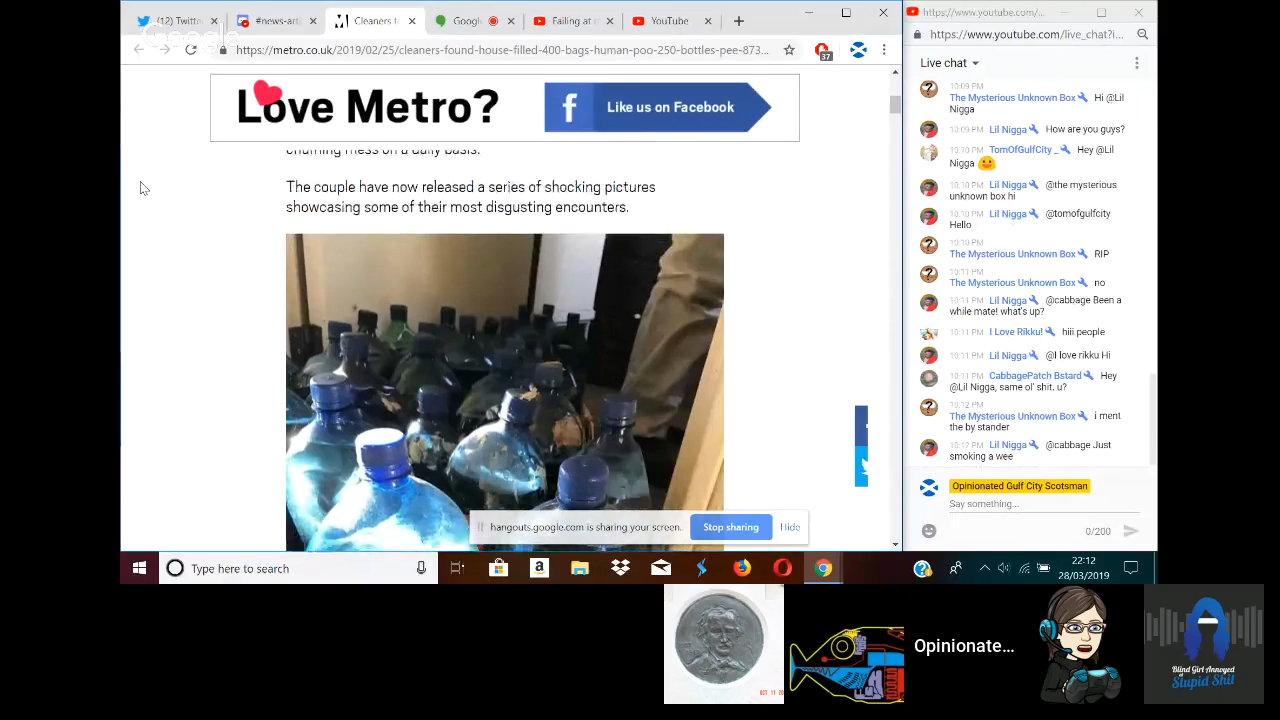 (12) Twitte
#news-arti
Cleaners fo
Google
Failing at c
YouTube
https://www.youtube.com/...
Google
https://metro.co.uk/2019/02/25/cleaners-found-house-filled-400-bags-human-poo-250-bottles-pee-873...
37
https://www.youtube.com/live_chat?i...
Love Metro?
f Like us on Facebook
churning mess on a daily basis.
The couple have now released a series of shocking pictures
showcasing some of their most disgusting encounters.
hangouts.google.com is sharing your screen.
Stop sharing
Hide
Live chat
10:09 PM
The Mysterious Unknown Box Hi @Lil
Nigga
10:09 PM Lil Nigga How are you guys?
10:10 PM TomOfGulfCity _ Hey @Lil
Nigga
10:10 PM Lil Nigga @the mysterious
unknown box hi
10:10 PM Lil Nigga @tomofgulfcity
Hello
10:10 PM
The Mysterious Unknown Box RIP
10:11 PM
The Mysterious Unknown Box no
10:11 PM Lil Nigga @cabbage Been a
while mate! what's up?
10:11 PM I Love Rikku! hiii people
10:11 PM Lil Nigga @I love rikku Hi
10:11 PM CabbagePatch Bstard Hey
@Lil Nigga, same ol' shit. u?
10:12 PM
The Mysterious Unknown Box i ment
the by stander
10:12 PM Lil Nigga @cabbage Just
smoking a wee
Opinionated Gulf City Scotsman
Say something...
0/200
Type here to search
22:12
28/03/2019
Opinionate...
Blind Girl Annoyed
at
Stupid Shit